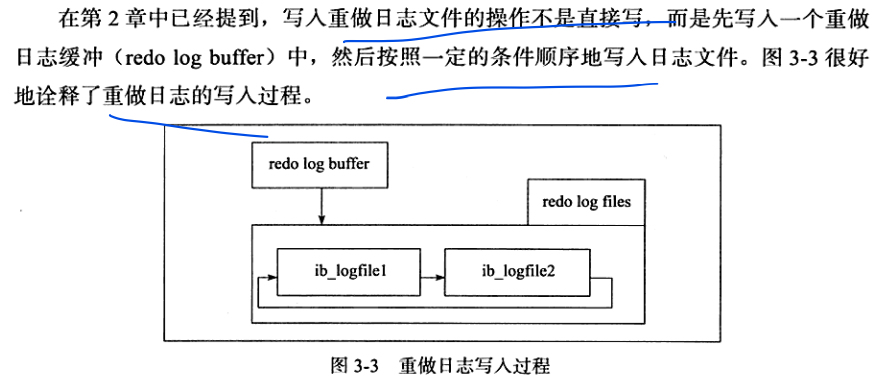 在第 2 章中已经提到，写入重做日志文件的操作不是直接写，而是先写入一个重做
日志缓冲（redo log buffer）中，然后按照一定的条件顺序地写入日志文件。图 3-3 很好
地诠释了重做日志的写入过程。
redo log buffer
redo log files
ib_logfile1
ib_logfile2
图 3-3 重做日志写入过程